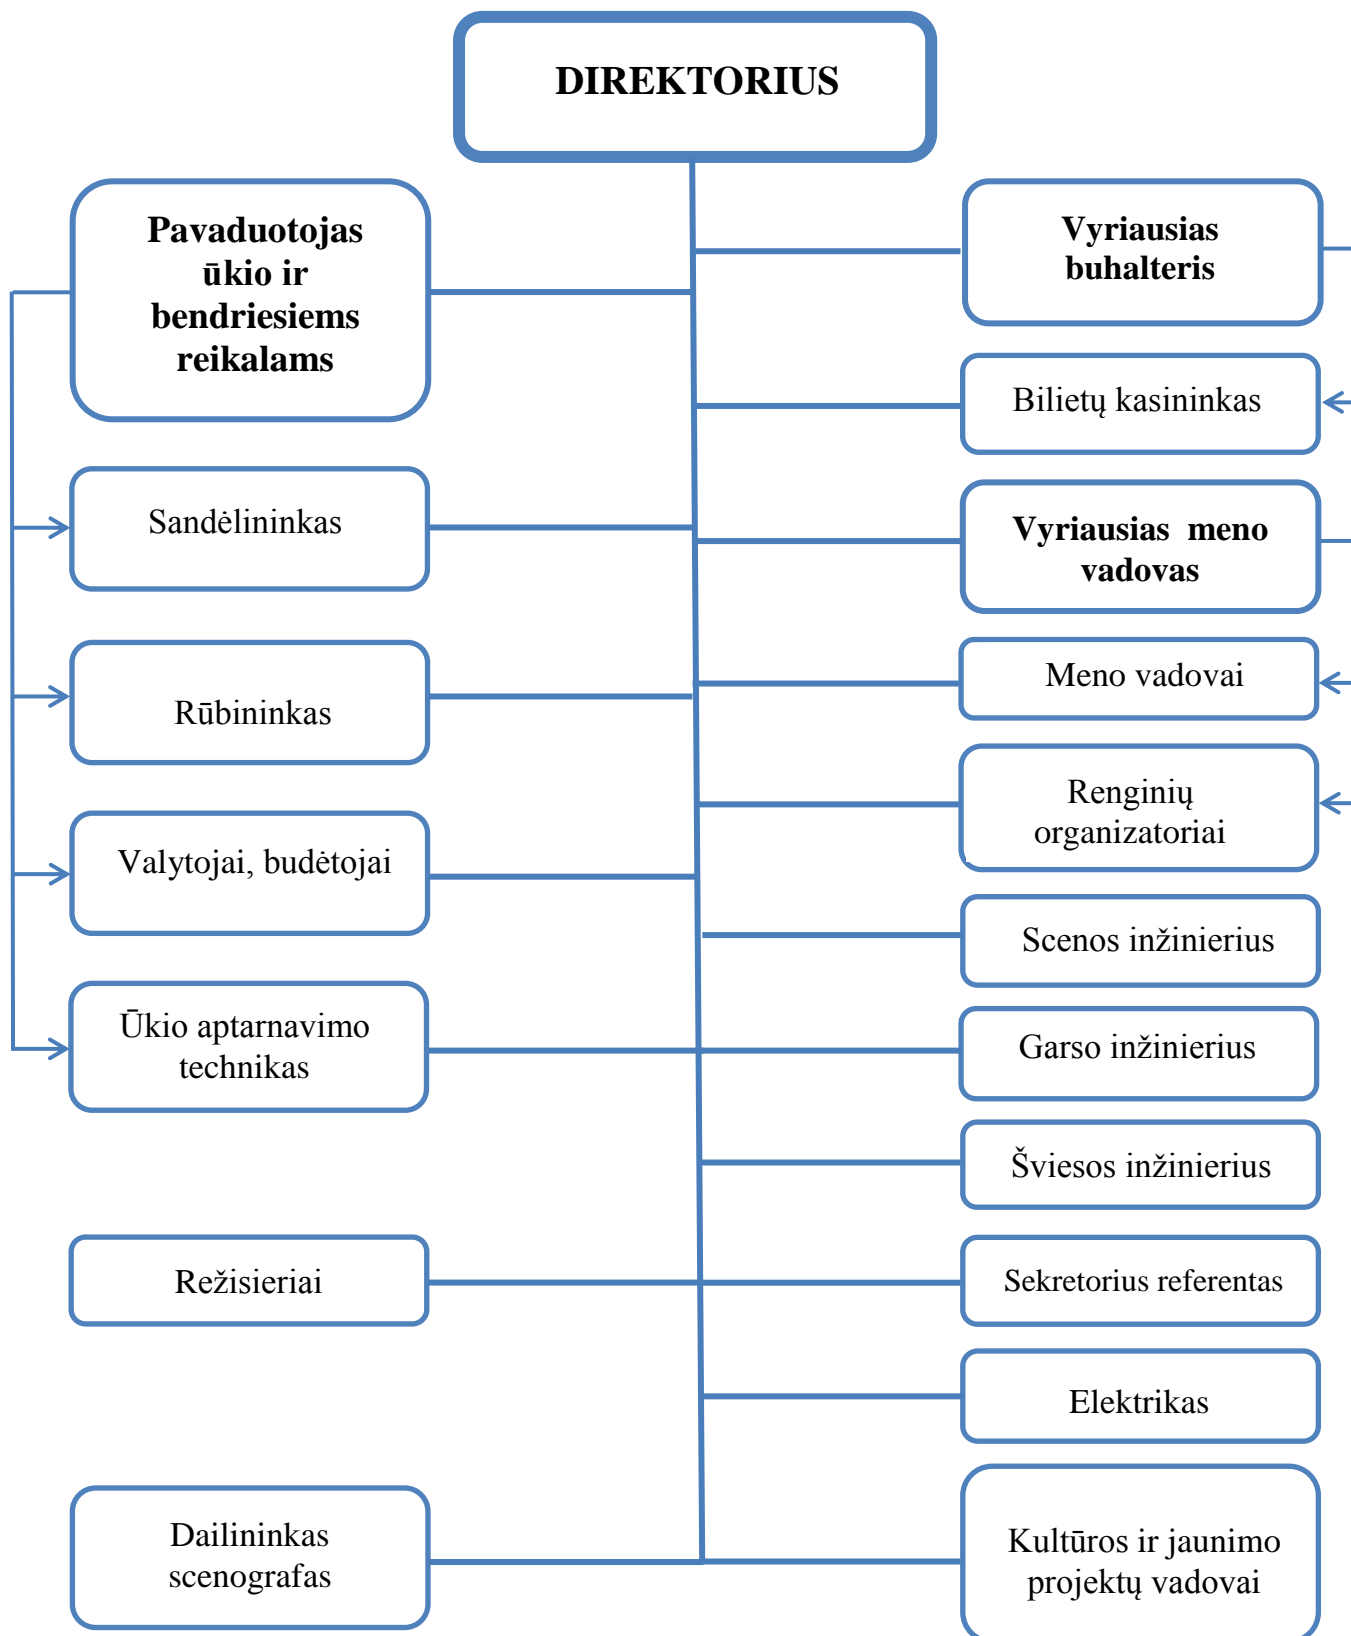 DIREKTORIUS
Pavaduotojas
ūkio ir
bendriesiems
reikalams
Vyriausias
buhalteris
Bilietų kasininkas
Sandėlininkas
Vyriausias meno
vadovas
Rūbininkas
Meno vadovai
Renginių
organizatoriai
Valytojai, budėtojai
Scenos inžinierius
Ūkio aptarnavimo
technikas
Garso inžinierius
Šviesos inžinierius
Režisieriai
Sekretorius referentas
Elektrikas
Dailininkas
scenografas
Kultūros ir jaunimo
projektų vadovai